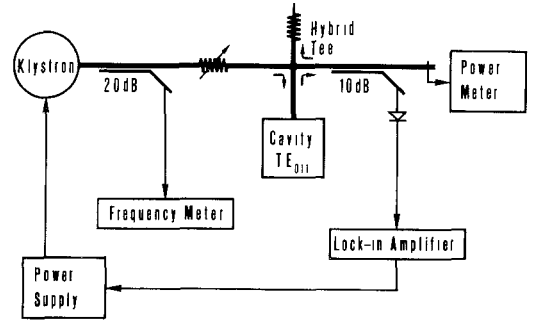 Hybrid
Tee
Klystron
20dB
10dB
Power
Meter
Cavity
TE₀₁₁
Frequency Meter
Lock-in Amplifier
Power
Supply